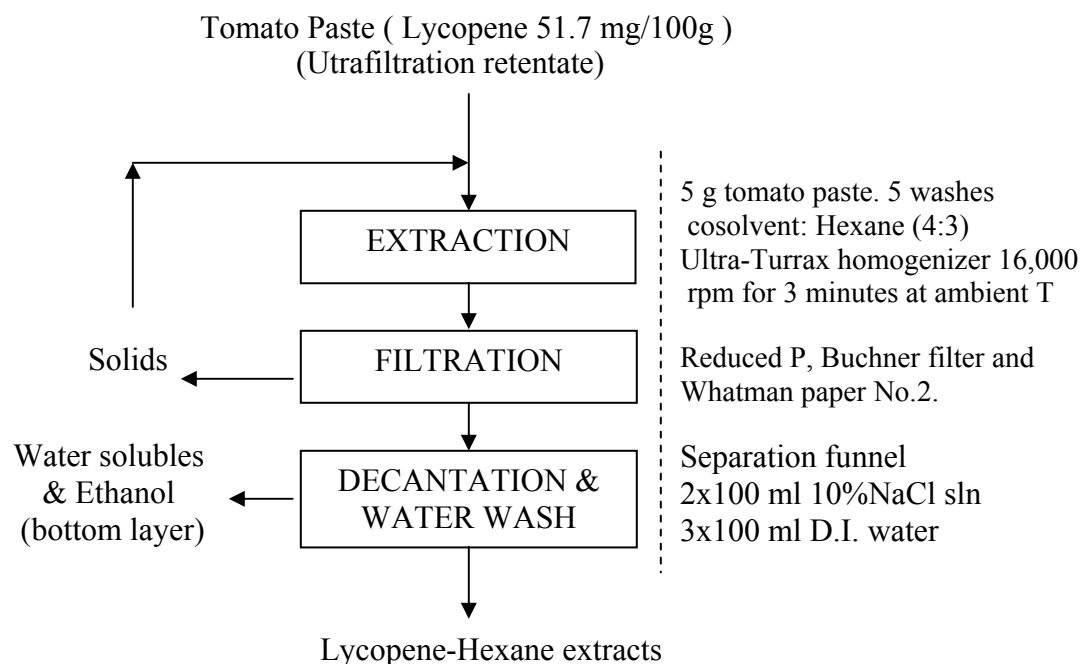 Tomato Paste ( Lycopene 51.7 mg/100g )
(Utrafiltration retentate)
EXTRACTION
5 g tomato paste. 5 washes
cosolvent: Hexane (4:3)
Ultra-Turrax homogenizer 16,000
rpm for 3 minutes at ambient T
Solids
FILTRATION
Reduced P, Buchner filter and
Whatman paper No.2.
Water solubles
& Ethanol
(bottom layer)
DECANTATION &
WATER WASH
Separation funnel
2x100 ml 10%NaCl sln
3x100 ml D.I. water
Lycopene-Hexane extracts